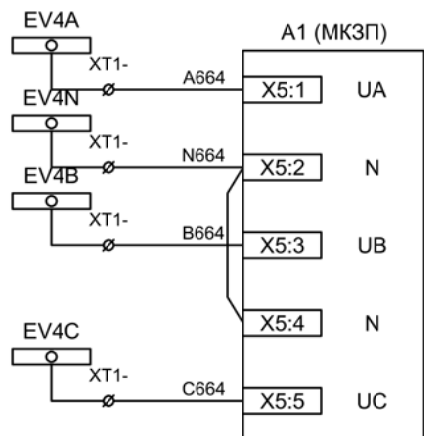 EV4A
A1 (МКЗП)
XT1-
A664
X5:1
UA
EV4N
XT1-
N664
X5:2
N
EV4B
XT1-
B664
X5:3
UB
X5:4
N
EV4C
XT1-
C664
X5:5
UC